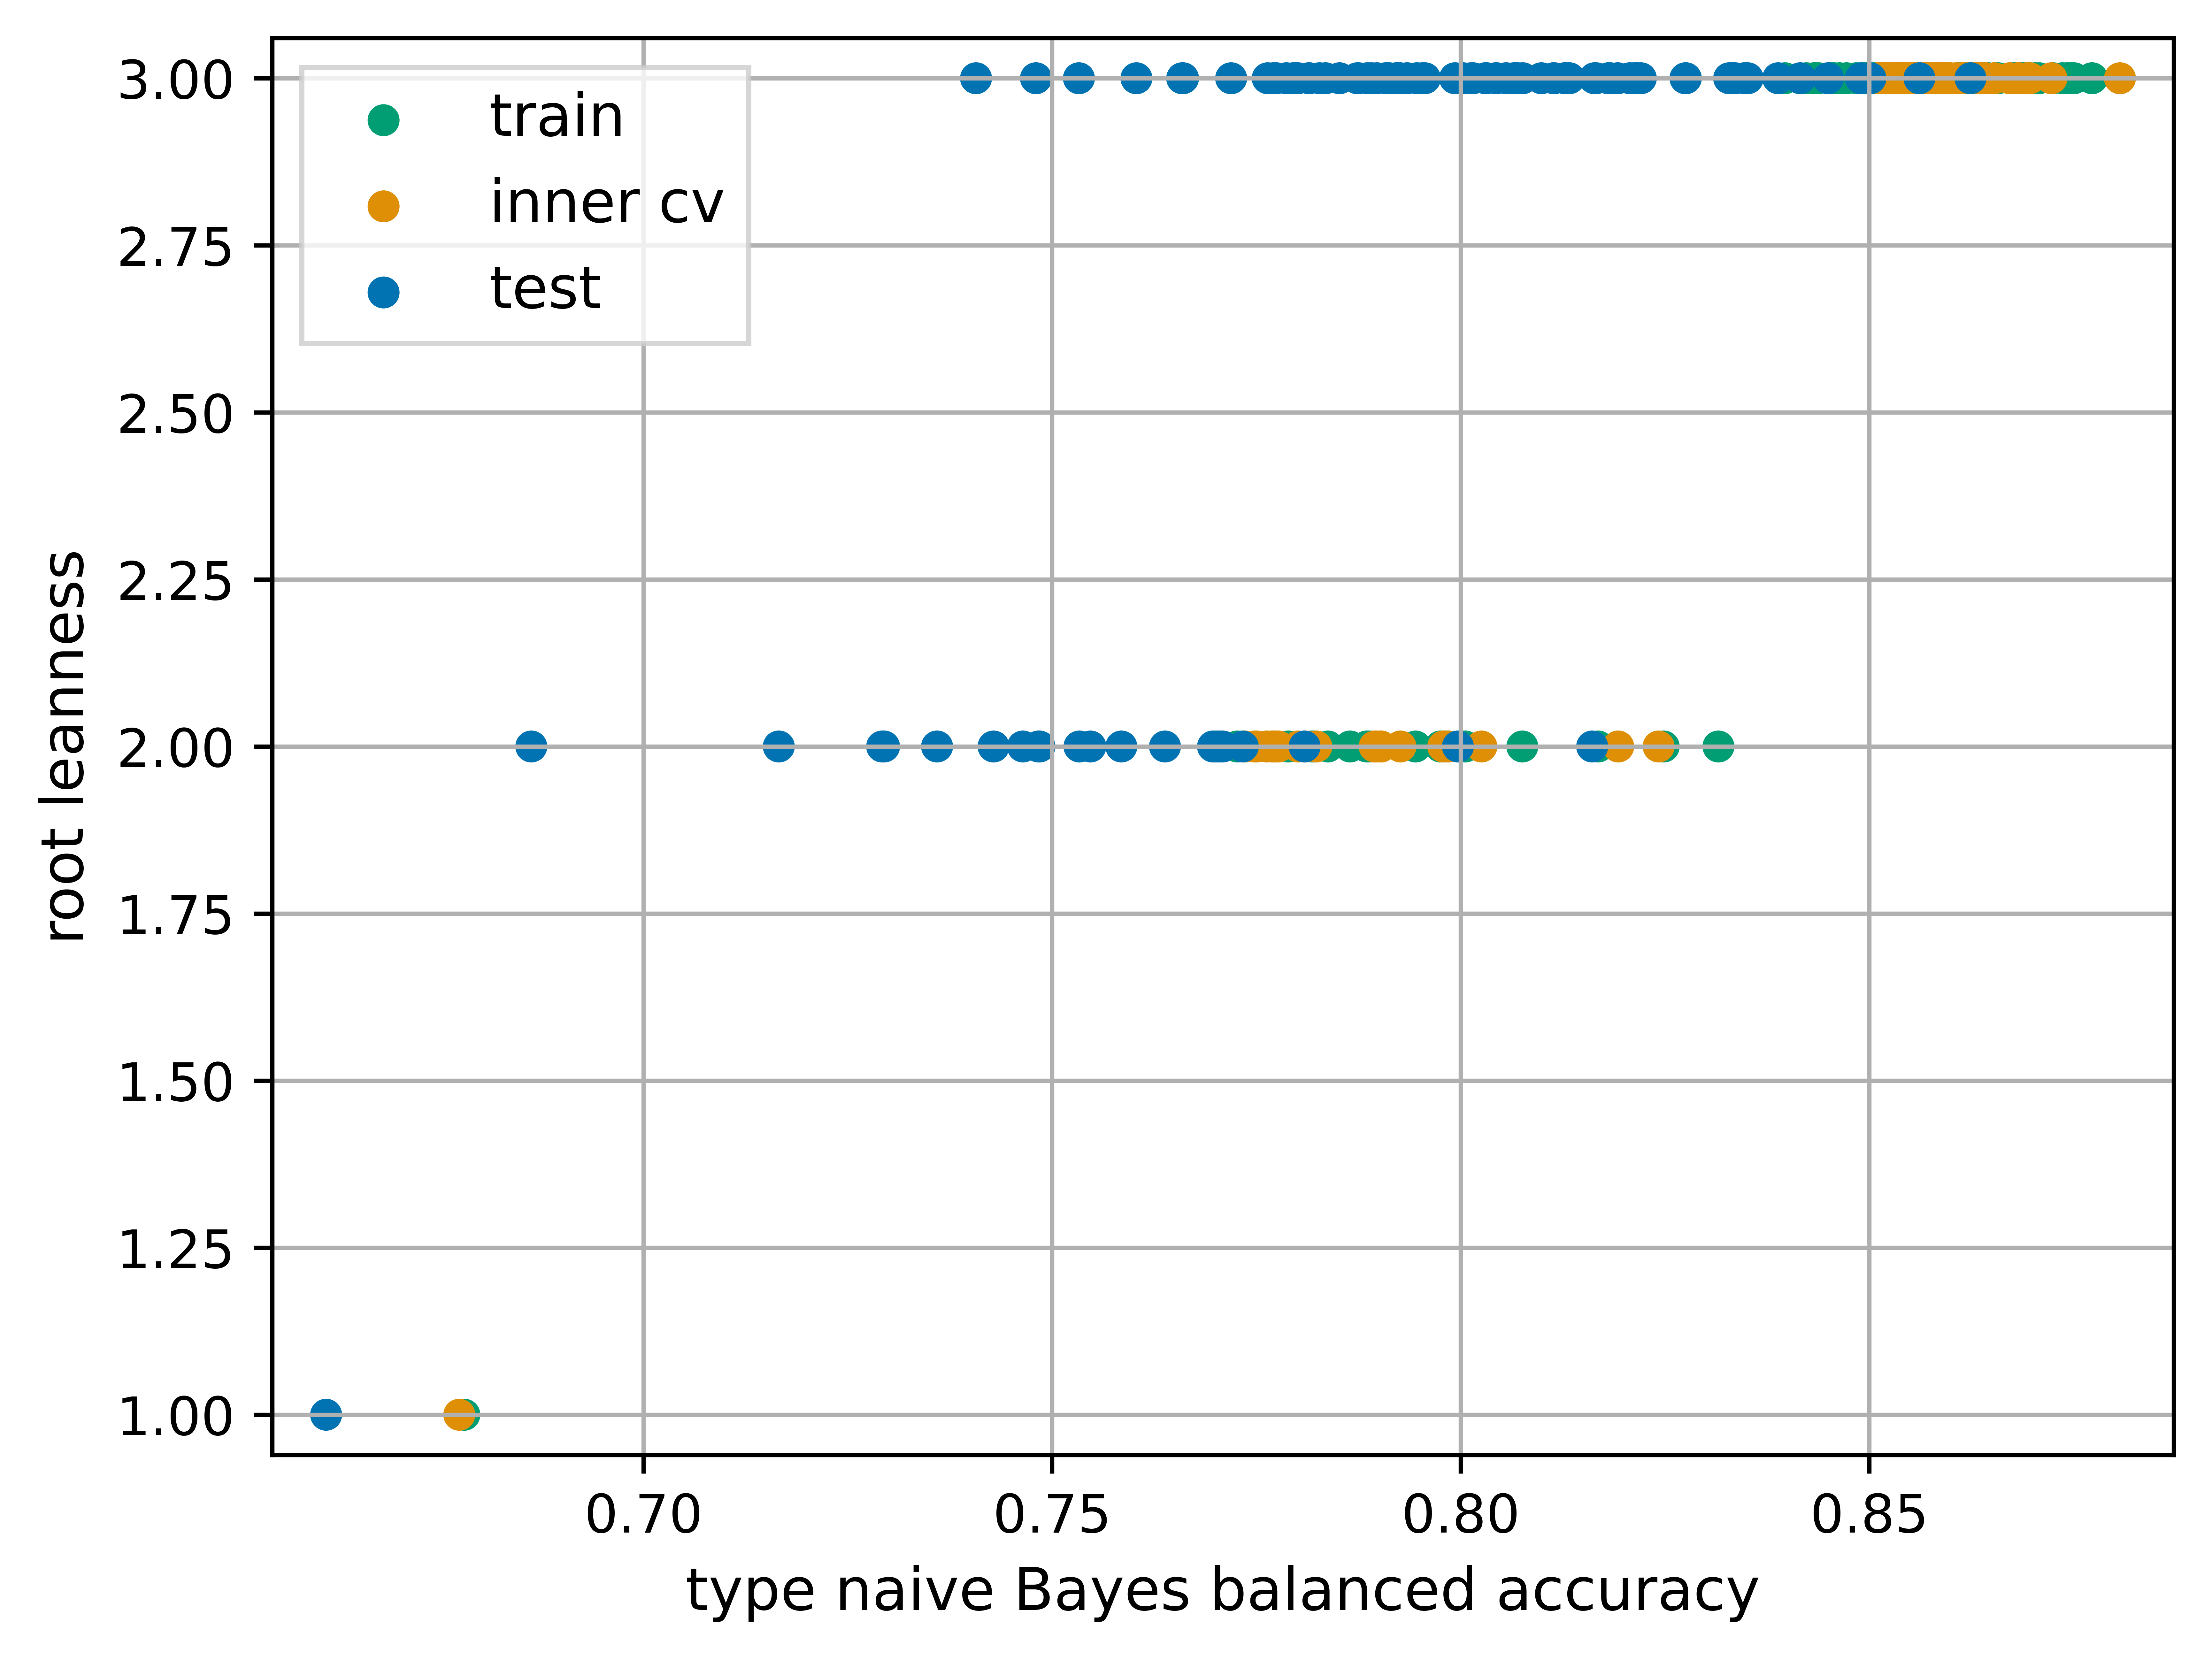 train
inner cv
test
3.00
2.75
2.50
2.25
2.00
1.75
1.50
1.25
1.00
root leanness
0.70 0.75 0.80 0.85
type naive Bayes balanced accuracy